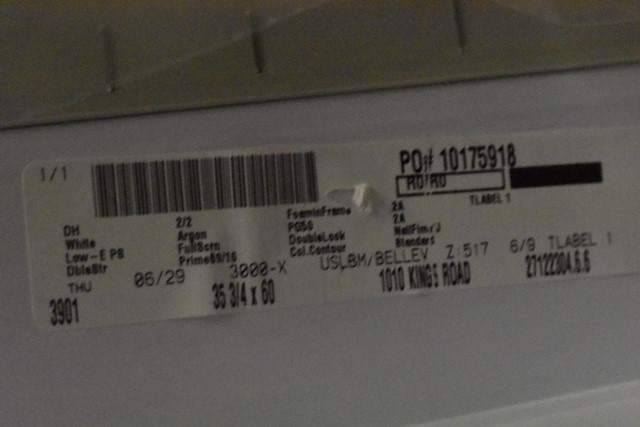 1/1
PO# 10175918
RO/RO
TLABEL 1
DH 2/2 FoaminFrame 2A
White Argon PG50 2A
Low-E PS FullScrn DoubleLock NailFin
DbleStr Prime Col.Contour Standard
THU 06/29 3000-X USLBM/BELLEV Z:517 6/9 TLABEL 1
3901 35 3/4 x 60 1010 KINGS ROAD 27122304.6.6